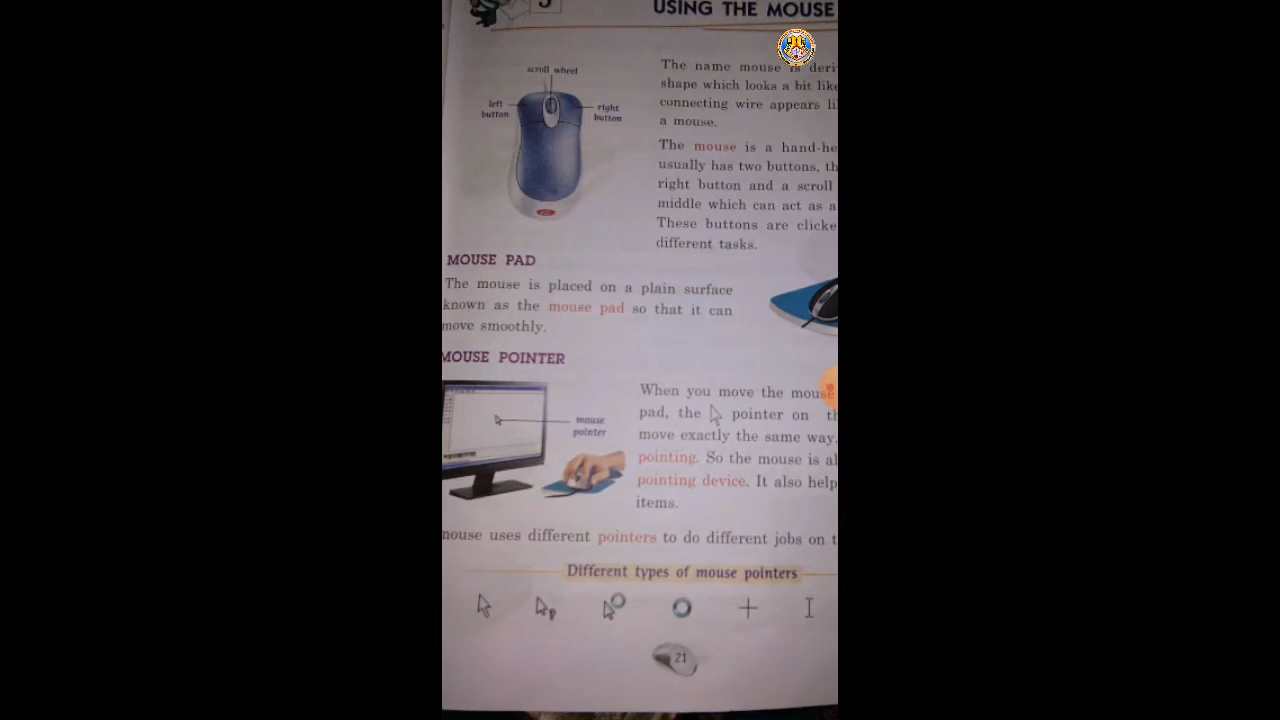 USING THE MOUSE
scroll wheel
left
button
right
button
The name mouse is deri
shape which looks a bit like
connecting wire appears li
a mouse.
The mouse is a hand-he
usually has two buttons, th
right button and a scroll
middle which can act as a
These buttons are clicke
different tasks.
MOUSE PAD
The mouse is placed on a plain surface
known as the mouse pad so that it can
move smoothly.
MOUSE POINTER
mouse
pointer
When you move the mouse
pad, the pointer on th
move exactly the same way.
pointing. So the mouse is al
pointing device. It also help
items.
mouse uses different pointers to do different jobs on t
Different types of mouse pointers
21